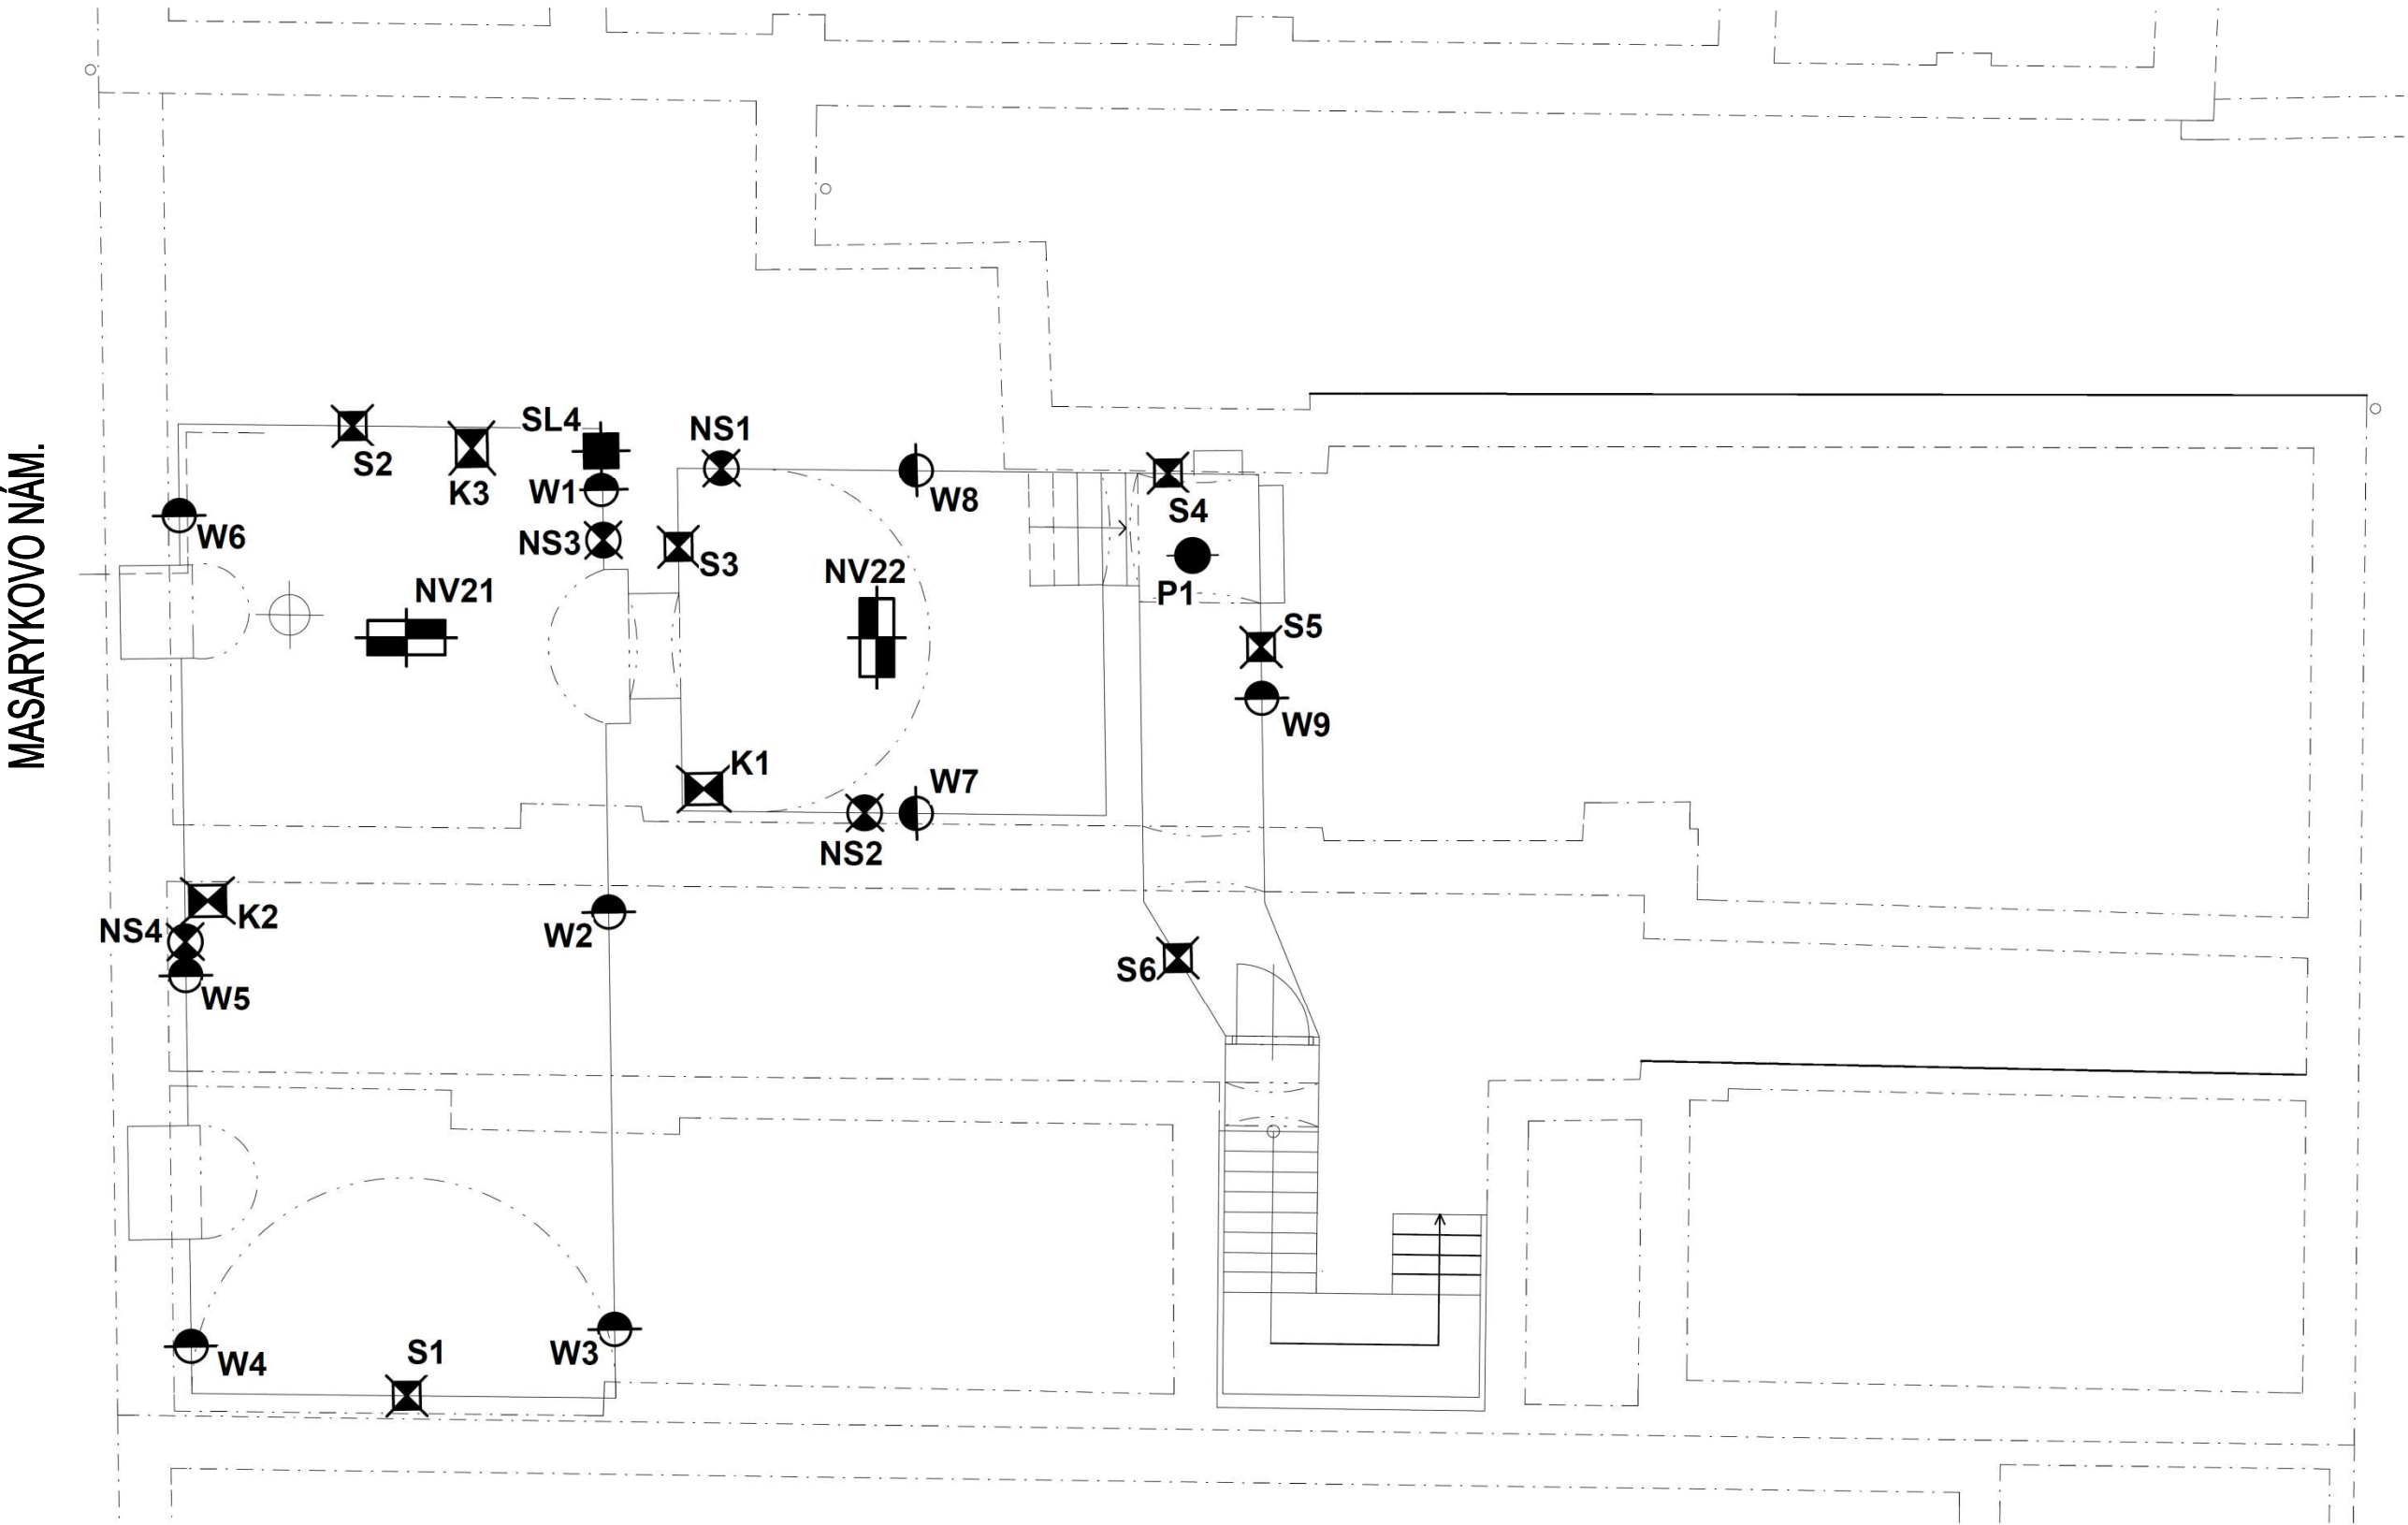 MASARYKOVO NÁM.
SL4
NS1
S2
K3
W1
W8
S4
W6
NS3
S3
NV22
NV21
P1
S5
W9
K1
W7
NS2
K2
NS4
W2
S6
W5
S1
W3
W4